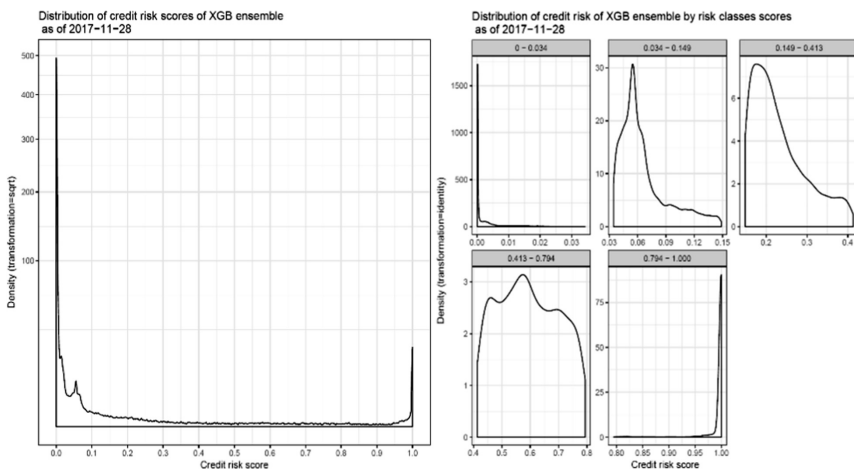 Distribution of credit risk scores of XGB ensemble
as of 2017−11−28
500
400
300
200
100
Density (transformation=sqrt)
0.0 0.1 0.2 0.3 0.4 0.5 0.6 0.7 0.8 0.9 1.0
Credit risk score
Distribution of credit risk of XGB ensemble by risk classes scores
as of 2017−11−28
Density (transformation=identity)
0 − 0.034
1500
1000
500
0
0.00 0.01 0.02 0.03
0.034 − 0.149
30
20
10
0
0.03 0.06 0.09 0.12 0.15
0.149 − 0.413
6
4
2
0
0.2 0.3 0.4
0.413 − 0.794
3
2
1
0
0.4 0.5 0.6 0.7 0.8
0.794 − 1.000
75
50
25
0
0.80 0.85 0.90 0.95 1.00
Credit risk score